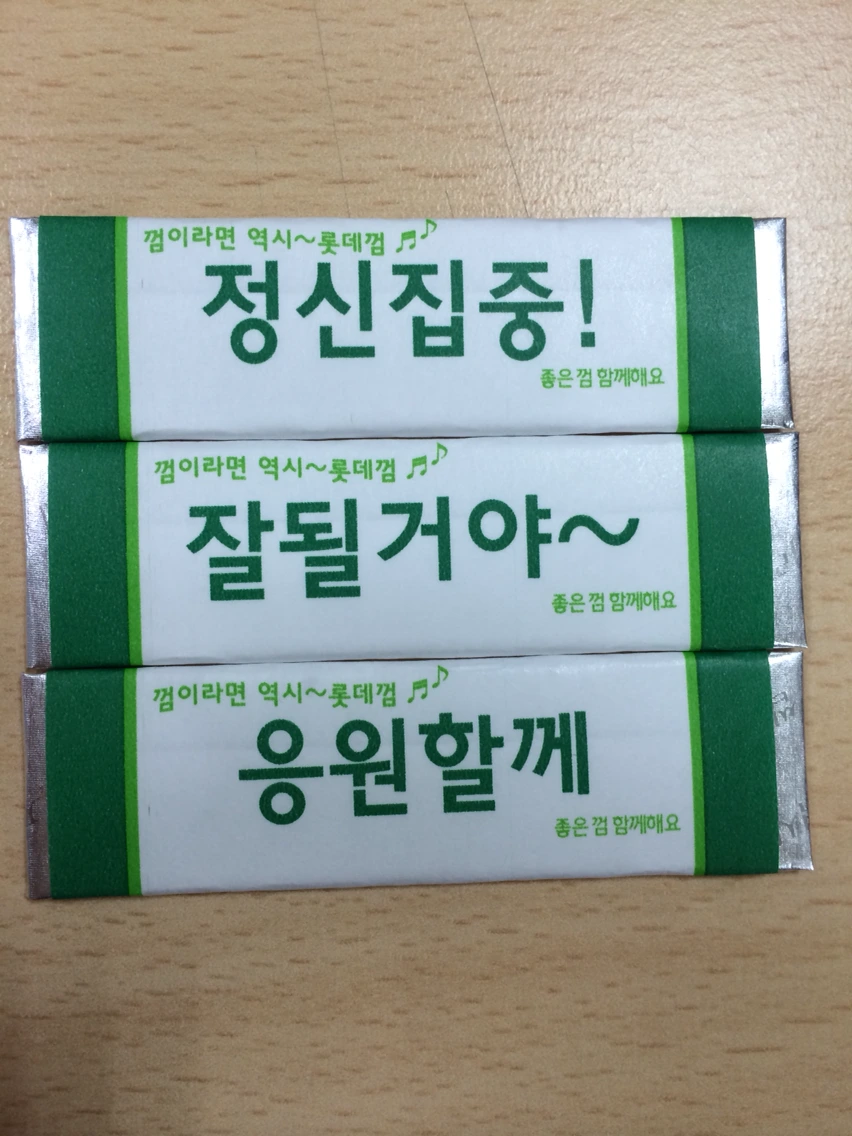 껌이라면 역시~롯데껌 ♬♪
정신집중!
좋은 껌 함께해요
껌이라면 역시~롯데껌 ♬♪
잘될거야~
좋은 껌 함께해요
껌이라면 역시~롯데껌 ♬♪
응원할께
좋은 껌 함께해요